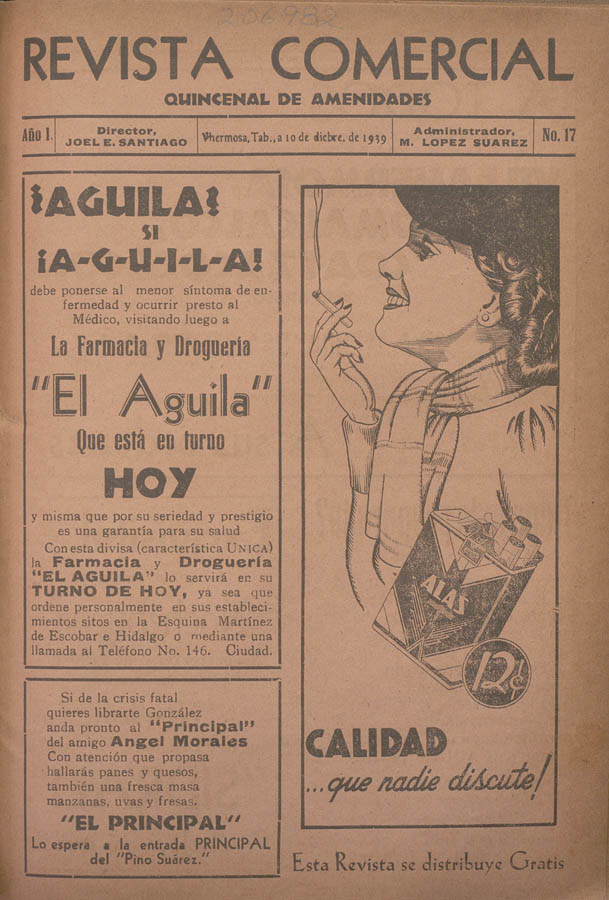 206982
REVISTA COMERCIAL
QUINCENAL DE AMENIDADES
Año I.
Director,
JOEL E. SANTIAGO
Vhermosa, Tab., a 10 de dicbre. de 1939
Administrador,
M. LOPEZ SUAREZ
No. 17
¡AGUILA!
SI
¡A-G-U-I-L-A!
debe ponerse al menor síntoma de en-
fermedad y ocurrir presto al
Médico, visitando luego a
La Farmacia y Droguería
"El Aguila"
Que está en turno
HOY
y misma que por su seriedad y prestigio
es una garantía para su salud
Con esta divisa (característica UNICA)
la Farmacia y Droguería
"EL AGUILA" lo servirá en su
TURNO DE HOY, ya sea que
ordene personalmente en sus estableci-
mientos sitos en la Esquina Martínez
de Escobar e Hidalgo o mediante una
llamada al Teléfono No. 146. Ciudad.
Si de la crisis fatal
quieres librarte González
anda pronto al "Principal"
del amigo Angel Morales
Con atención que propasa
hallarás panes y quesos,
también una fresca masa
manzanas, uvas y fresas.
"EL PRINCIPAL"
Lo espera a la entrada PRINCIPAL
del "Pino Suárez."
ALAS
12¢
CALIDAD
...que nadie discute!
Esta Revista se distribuye Gratis